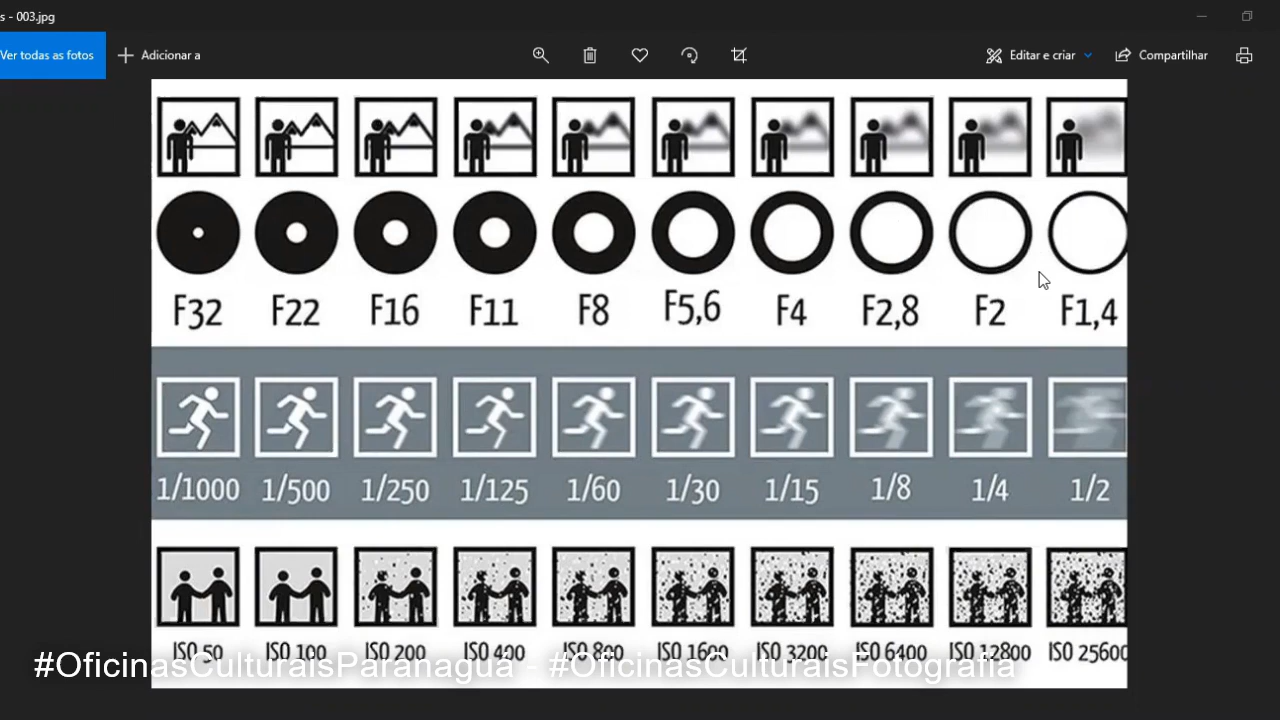 s - 003.jpg
Ver todas as fotos
Adicionar a
Editar e criar
Compartilhar
F32 F22 F16 F11 F8 F5,6 F4 F2,8 F2 F1,4
1/1000 1/500 1/250 1/125 1/60 1/30 1/15 1/8 1/4 1/2
ISO 50 ISO 100 ISO 200 ISO 400 ISO 800 ISO 1600 ISO 3200 ISO 6400 ISO 12800 ISO 25600
#OficinasCulturaisParanagua - #OficinasCulturaisFotografia